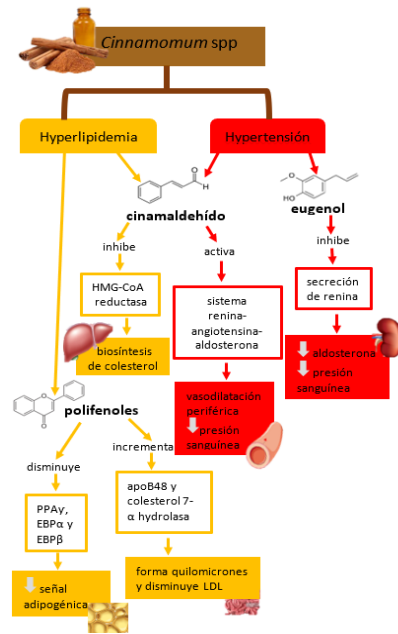 Cinnamomum spp
Hyperlipidemia
Hypertensión
O
H
O
HO
cinamaldehído
eugenol
inhibe
activa
inhibe
HMG-CoA
reductasa
sistema
renina-
angiotensina-
aldosterona
secreción
de renina
biosíntesis
de colesterol
aldosterona
presión
sanguínea
vasodilatación
periférica
presión
sanguínea
O
O
polifenoles
disminuye
incrementa
PPAγ,
EBPα y
EBPβ
apoB48 y
colesterol 7-
α hydrolasa
señal
adipogénica
forma quilomicrones
y disminuye LDL